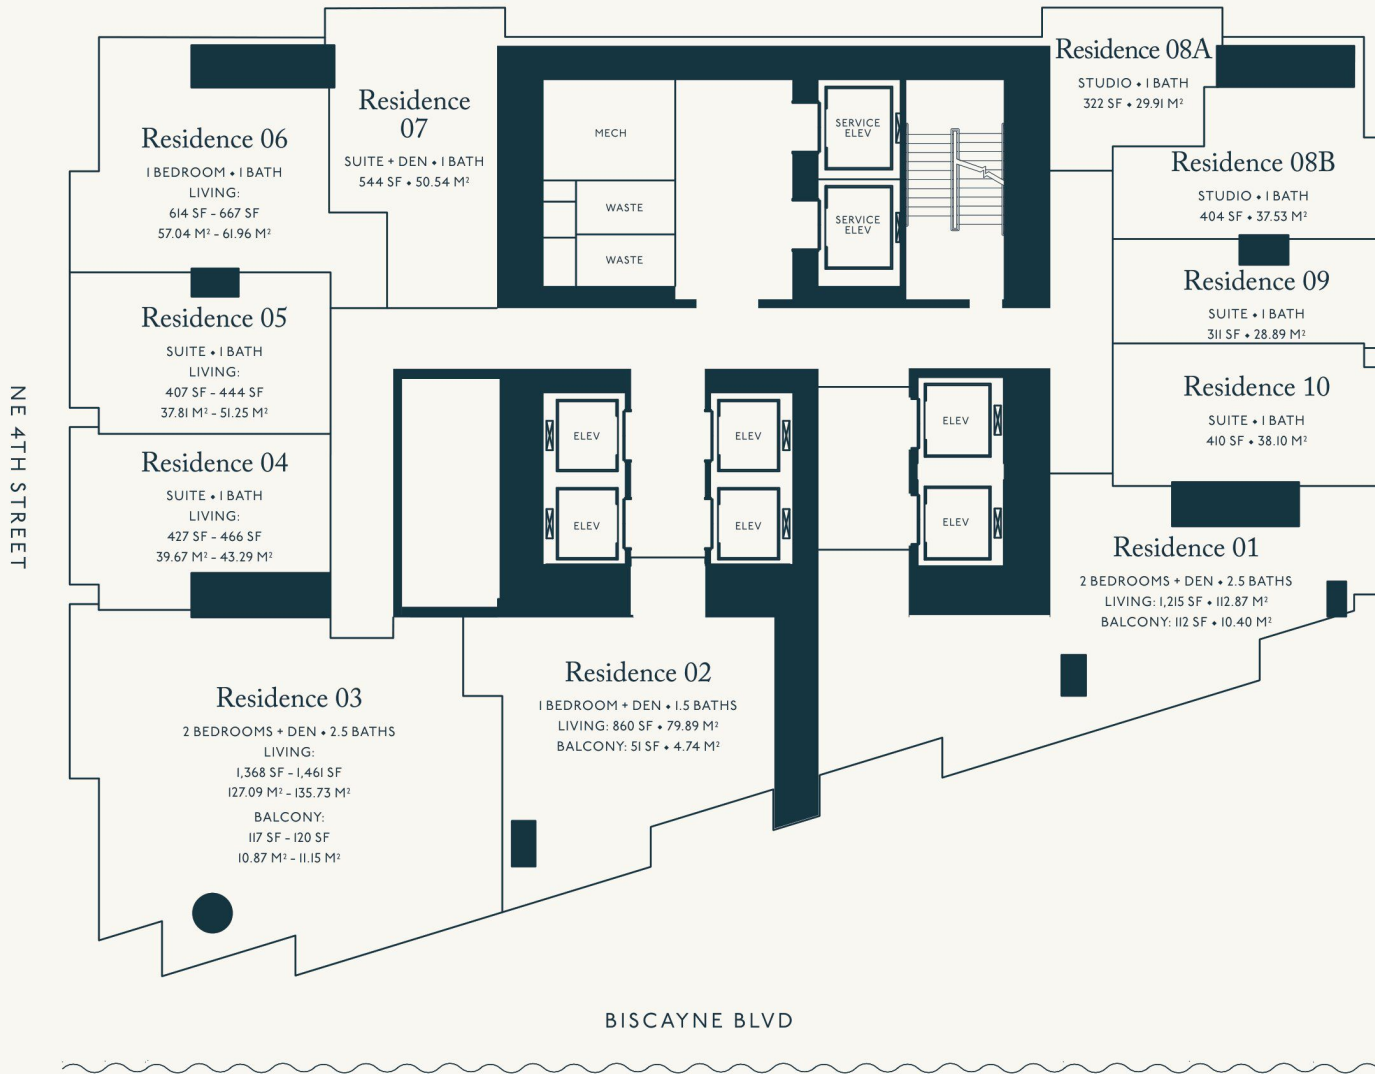 Residence 08A
STUDIO • 1 BATH
322 SF • 29.91 M²
Residence
07
SUITE + DEN • 1 BATH
544 SF • 50.54 M²
Residence 06
1 BEDROOM • 1 BATH
LIVING:
614 SF - 667 SF
57.04 M² - 61.96 M²
MECH
WASTE
WASTE
SERVICE
ELEV
SERVICE
ELEV
Residence 08B
STUDIO • 1 BATH
404 SF • 37.53 M²
Residence 05
SUITE • 1 BATH
LIVING:
407 SF - 444 SF
37.81 M² - 51.25 M²
Residence 09
SUITE • 1 BATH
311 SF • 28.89 M²
Residence 10
SUITE • 1 BATH
410 SF • 38.10 M²
NE 4TH STREET
Residence 04
SUITE • 1 BATH
LIVING:
427 SF - 466 SF
39.67 M² - 43.29 M²
ELEV
ELEV
ELEV
ELEV
ELEV
ELEV
Residence 01
2 BEDROOMS + DEN • 2.5 BATHS
LIVING: 1,215 SF • 112.87 M²
BALCONY: 112 SF • 10.40 M²
Residence 03
2 BEDROOMS + DEN • 2.5 BATHS
LIVING:
1,368 SF - 1,461 SF
127.09 M² - 135.73 M²
BALCONY:
117 SF - 120 SF
10.87 M² - 11.15 M²
Residence 02
1 BEDROOM + DEN • 1.5 BATHS
LIVING: 860 SF • 79.89 M²
BALCONY: 51 SF • 4.74 M²
BISCAYNE BLVD